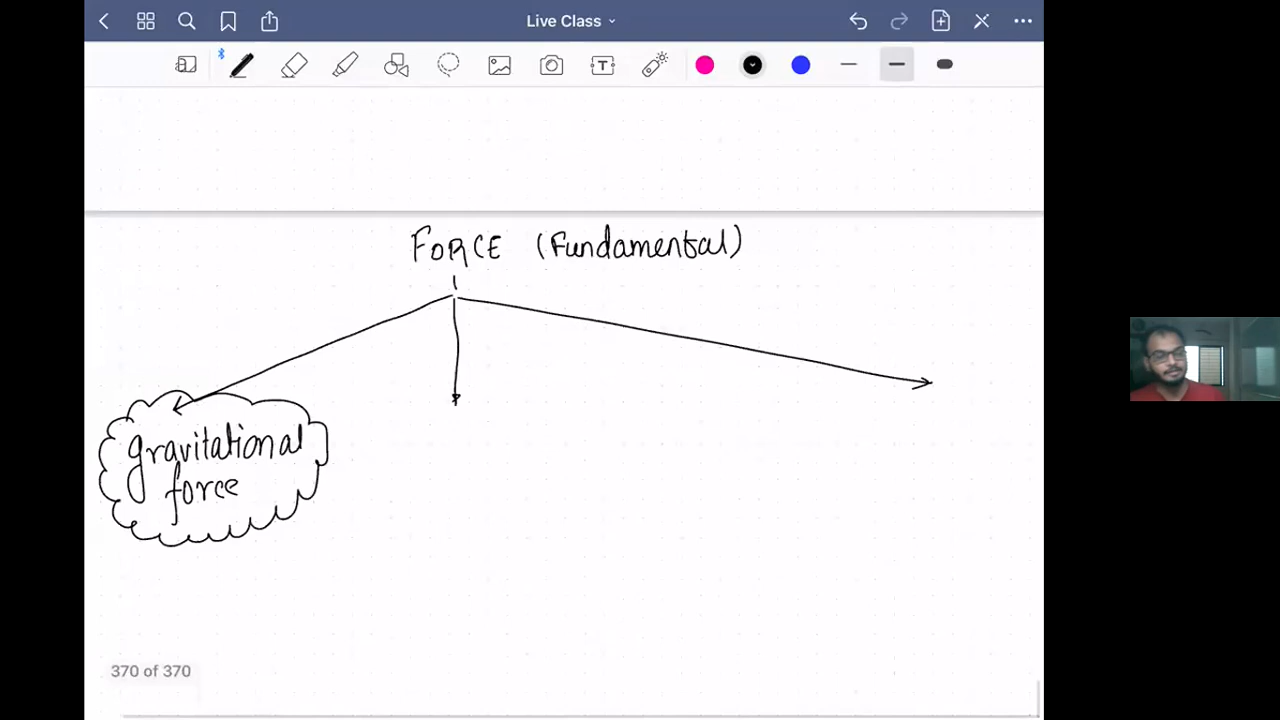 Live Class
T
FORCE (Fundamental)
gravitational
force
370 of 370